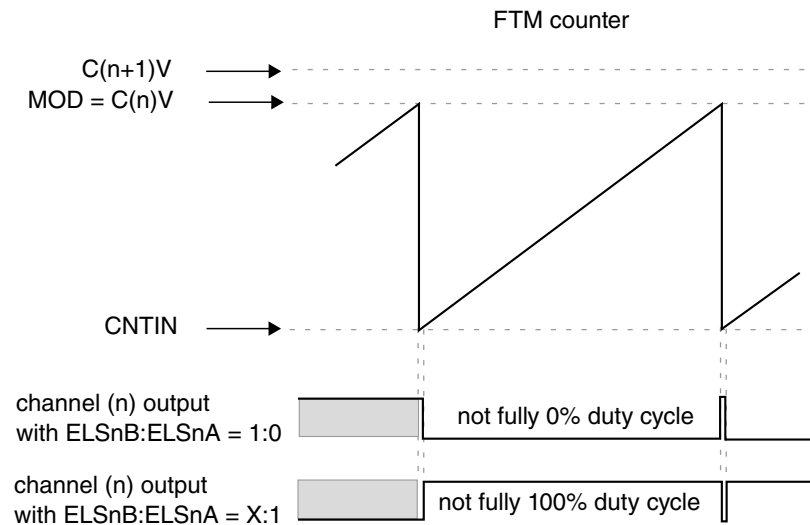 FTM counter
C(n+1)V
MOD = C(n)V
CNTIN
channel (n) output
with ELSnB:ELSnA = 1:0
not fully 0% duty cycle
channel (n) output
with ELSnB:ELSnA = X:1
not fully 100% duty cycle